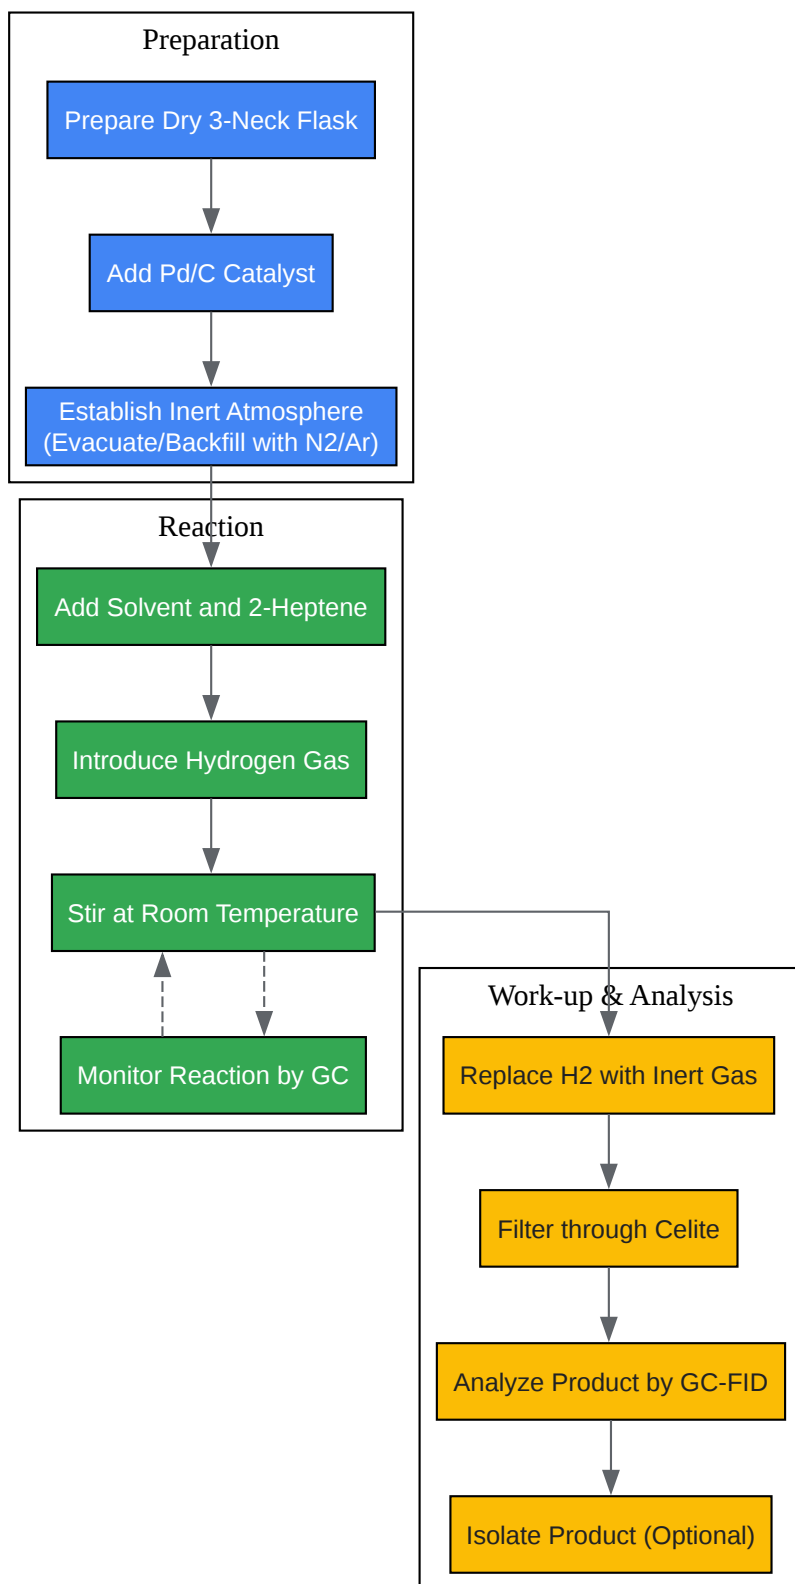 Preparation
Prepare Dry 3-Neck Flask
Add Pd/C Catalyst
Establish Inert Atmosphere
(Evacuate/Backfill with N2/Ar)
Reaction
Add Solvent and 2-Heptene
Introduce Hydrogen Gas
Stir at Room Temperature
Monitor Reaction by GC
Work-up & Analysis
Replace H2 with Inert Gas
Filter through Celite
Analyze Product by GC-FID
Isolate Product (Optional)